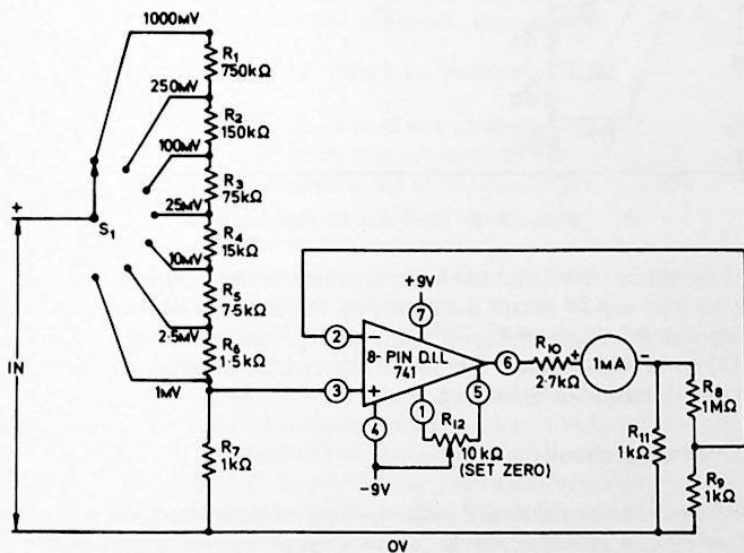 1000MV
R1
750kΩ
250MV
R2
150kΩ
100MV
R3
75kΩ
+
25MV
S1
R4
15kΩ
10MV
R5
7·5kΩ
2·5MV
R6
1·5kΩ
1MV
IN
R7
1kΩ
+9V
7
2
−
8-PIN D.I.L
741
6
R10
2·7kΩ
+
1MA
−
3
+
5
1
4
R12
10kΩ
(SET ZERO)
−9V
R8
1MΩ
R11
1kΩ
R9
1kΩ
0V